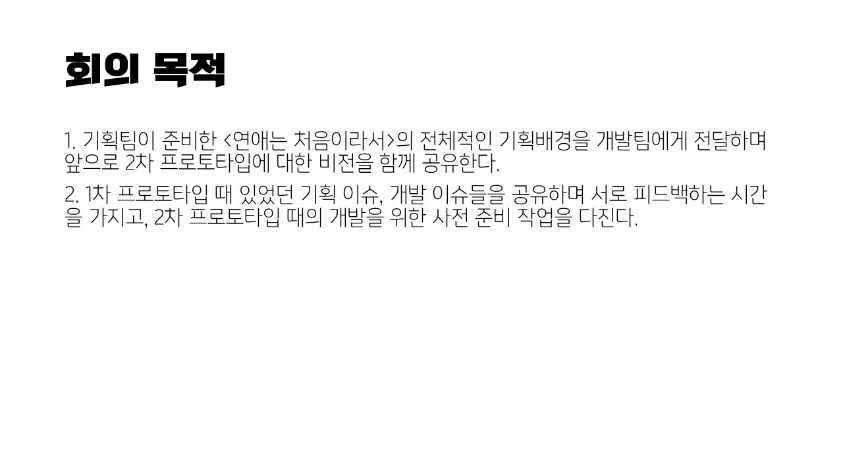 회의 목적
1. 기획팀이 준비한 <연애는 처음이라서>의 전체적인 기획배경을 개발팀에게 전달하며
앞으로 2차 프로토타입에 대한 비전을 함께 공유한다.
2. 1차 프로토타입 때 있었던 기획 이슈, 개발 이슈들을 공유하며 서로 피드백하는 시간
을 가지고, 2차 프로토타입 때의 개발을 위한 사전 준비 작업을 다진다.